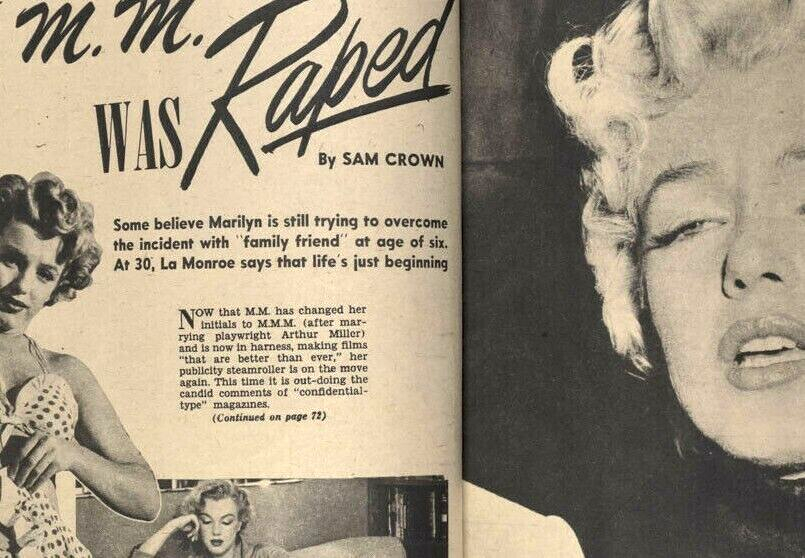 M. M.
WAS Raped
By SAM CROWN
Some believe Marilyn is still trying to overcome
the incident with "family friend" at age of six.
At 30, La Monroe says that life's just beginning
NOW that M.M. has changed her
initials to M.M.M. (after mar-
rying playwright Arthur Miller)
and is now in harness, making films
"that are better than ever," her
publicity steamroller is on the move
again. This time it is out-doing the
candid comments of "confidential-
type" magazines.
(Continued on page 72)